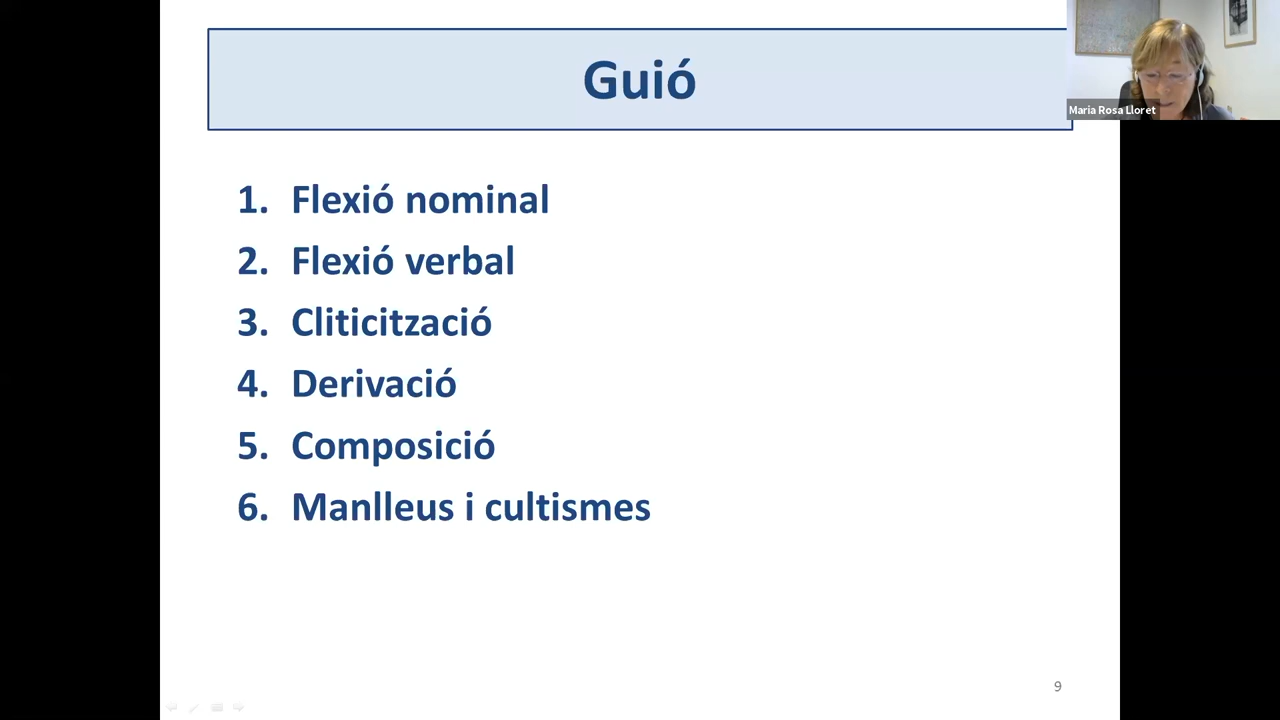 Guió
Maria Rosa Lloret
1. Flexió nominal
2. Flexió verbal
3. Cliticització
4. Derivació
5. Composició
6. Manlleus i cultismes
9